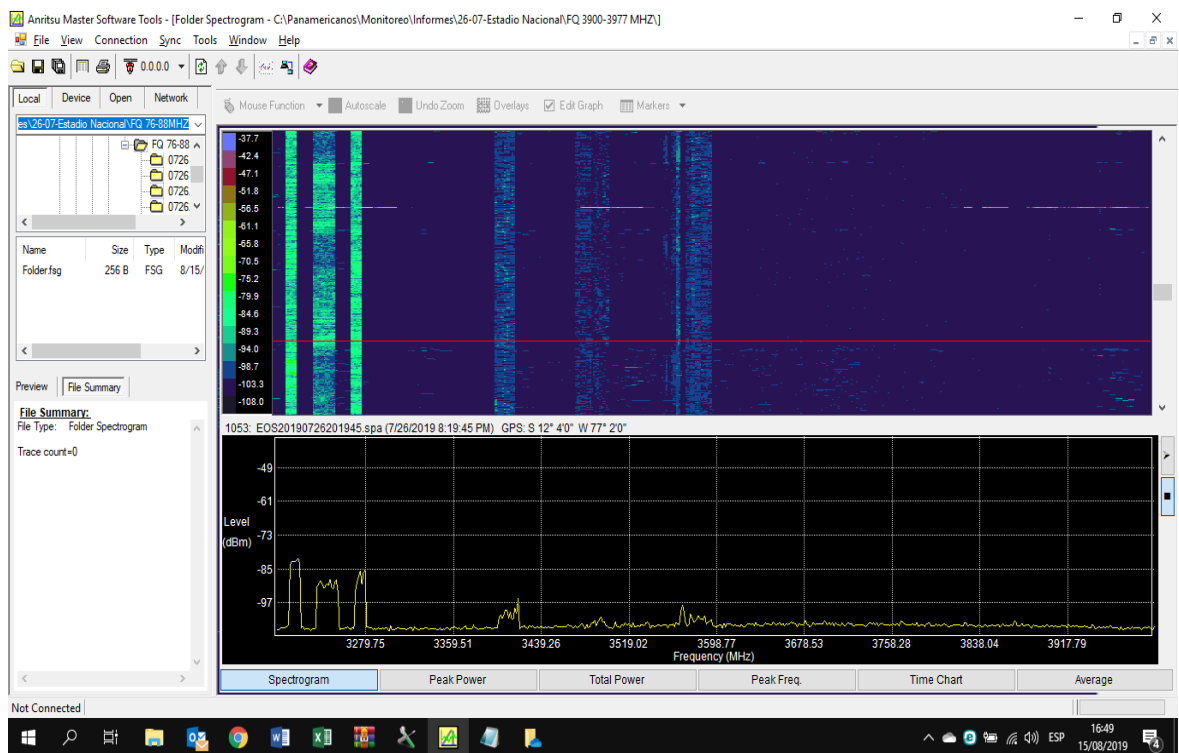 Anritsu Master Software Tools - [Folder Spectrogram - C:\Panamericanos\Monitoreo\Informes\26-07-Estadio Nacional\FQ 3900-3977 MHZ\]
File View Connection Sync Tools Window Help
0.0.0.0
Local Device Open Network
Mouse Function Autoscale Undo Zoom Overlays Edit Graph Markers
es\26-07-Estadio Nacional\FQ 76-88MHZ
FQ 76-88
0726
0726
0726
0726
Name Size Type Modifi
Folder.fsg 256 B FSG 8/15/
Preview File Summary
File Summary:
File Type: Folder Spectrogram
Trace count=0
-37.7
-42.4
-47.1
-51.8
-56.5
-61.1
-65.8
-70.5
-75.2
-79.9
-84.6
-89.3
-94.0
-98.7
-103.3
-108.0
1053: EOS20190726201945.spa (7/26/2019 8:19:45 PM) GPS: S 12° 4'0" W 77° 2'0"
-49
-61
Level
(dBm)
-73
-85
-97
3279.75 3359.51 3439.26 3519.02 3598.77 3678.53 3758.28 3838.04 3917.79
Frequency (MHz)
Spectrogram Peak Power Total Power Peak Freq. Time Chart Average
Not Connected
ESP
16:49
15/08/2019
4